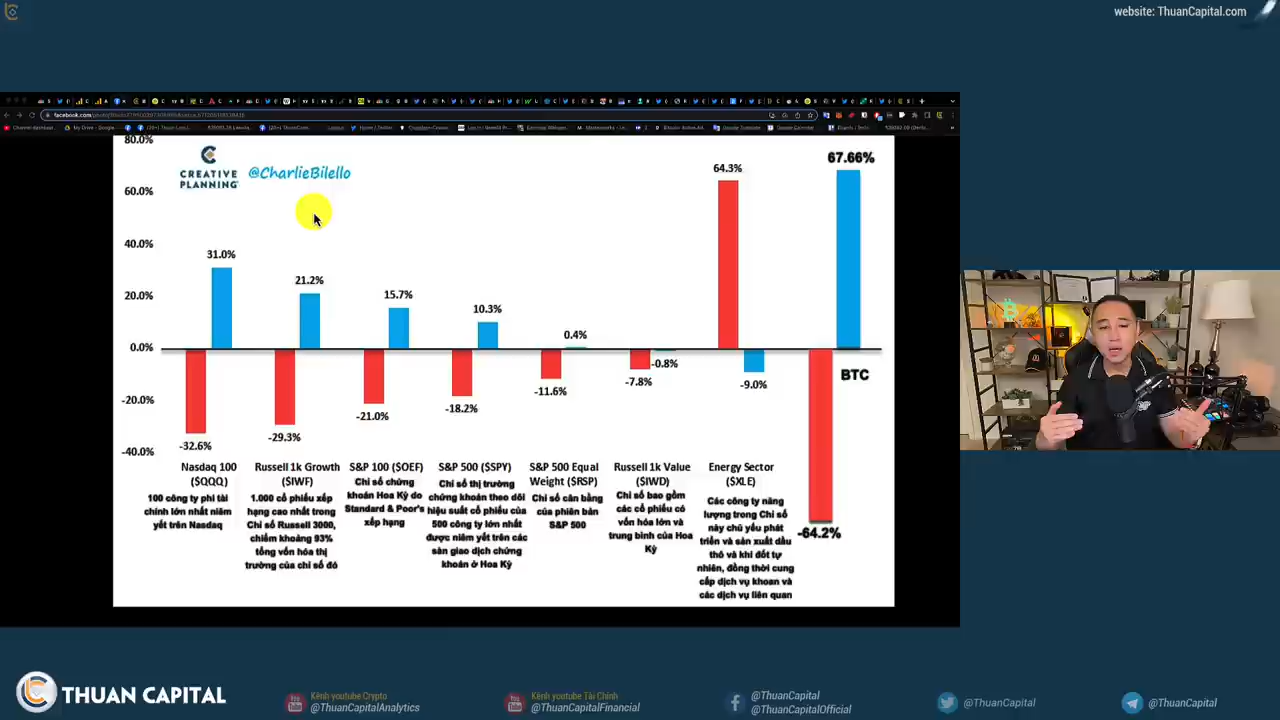 website: ThuanCapital.com
80.0%
60.0%
40.0%
20.0%
0.0%
-20.0%
-40.0%
CREATIVE
PLANNING
@CharlieBilello
31.0%
21.2%
15.7%
10.3%
0.4%
-0.8%
64.3%
67.66%
-32.6%
-29.3%
-21.0%
-18.2%
-11.6%
-7.8%
-9.0%
BTC
-64.2%
Nasdaq 100
($QQQ)
100 công ty phi tài
chính lớn nhất niêm
yết trên Nasdaq
Russell 1k Growth
($IWF)
1.000 cổ phiếu xếp
hạng cao nhất trong
Chỉ số Russell 3000,
chiếm khoảng 93%
tổng vốn hóa thị
trường của chỉ số đó
S&P 100 ($OEF)
Chỉ số chứng
khoán Hoa Kỳ do
Standard & Poor's
xếp hạng
S&P 500 ($SPY)
Chỉ số thị trường
chứng khoán theo dõi
hiệu suất cổ phiếu của
500 công ty lớn nhất
được niêm yết trên các
sàn giao dịch chứng
khoán ở Hoa Kỳ
S&P 500 Equal
Weight ($RSP)
Chỉ số cân bằng
của phiên bản
S&P 500
Russell 1k Value
($IWD)
Chỉ số bao gồm
các cổ phiếu có
vốn hóa lớn và
trung bình của Hoa
Kỳ
Energy Sector
($XLE)
Các công ty năng
lượng trong Chỉ số
này chủ yếu phát
triển và sản xuất dầu
thô và khí đốt tự
nhiên, đồng thời cung
cấp dịch vụ khoan và
các dịch vụ liên quan
THUAN CAPITAL
Kênh youtube Crypto
@ThuanCapitalAnalytics
Kênh youtube Tài Chính
@ThuanCapitalFinancial
@ThuanCapital
@ThuanCapitalOfficial
@ThuanCapital
@ThuanCapital